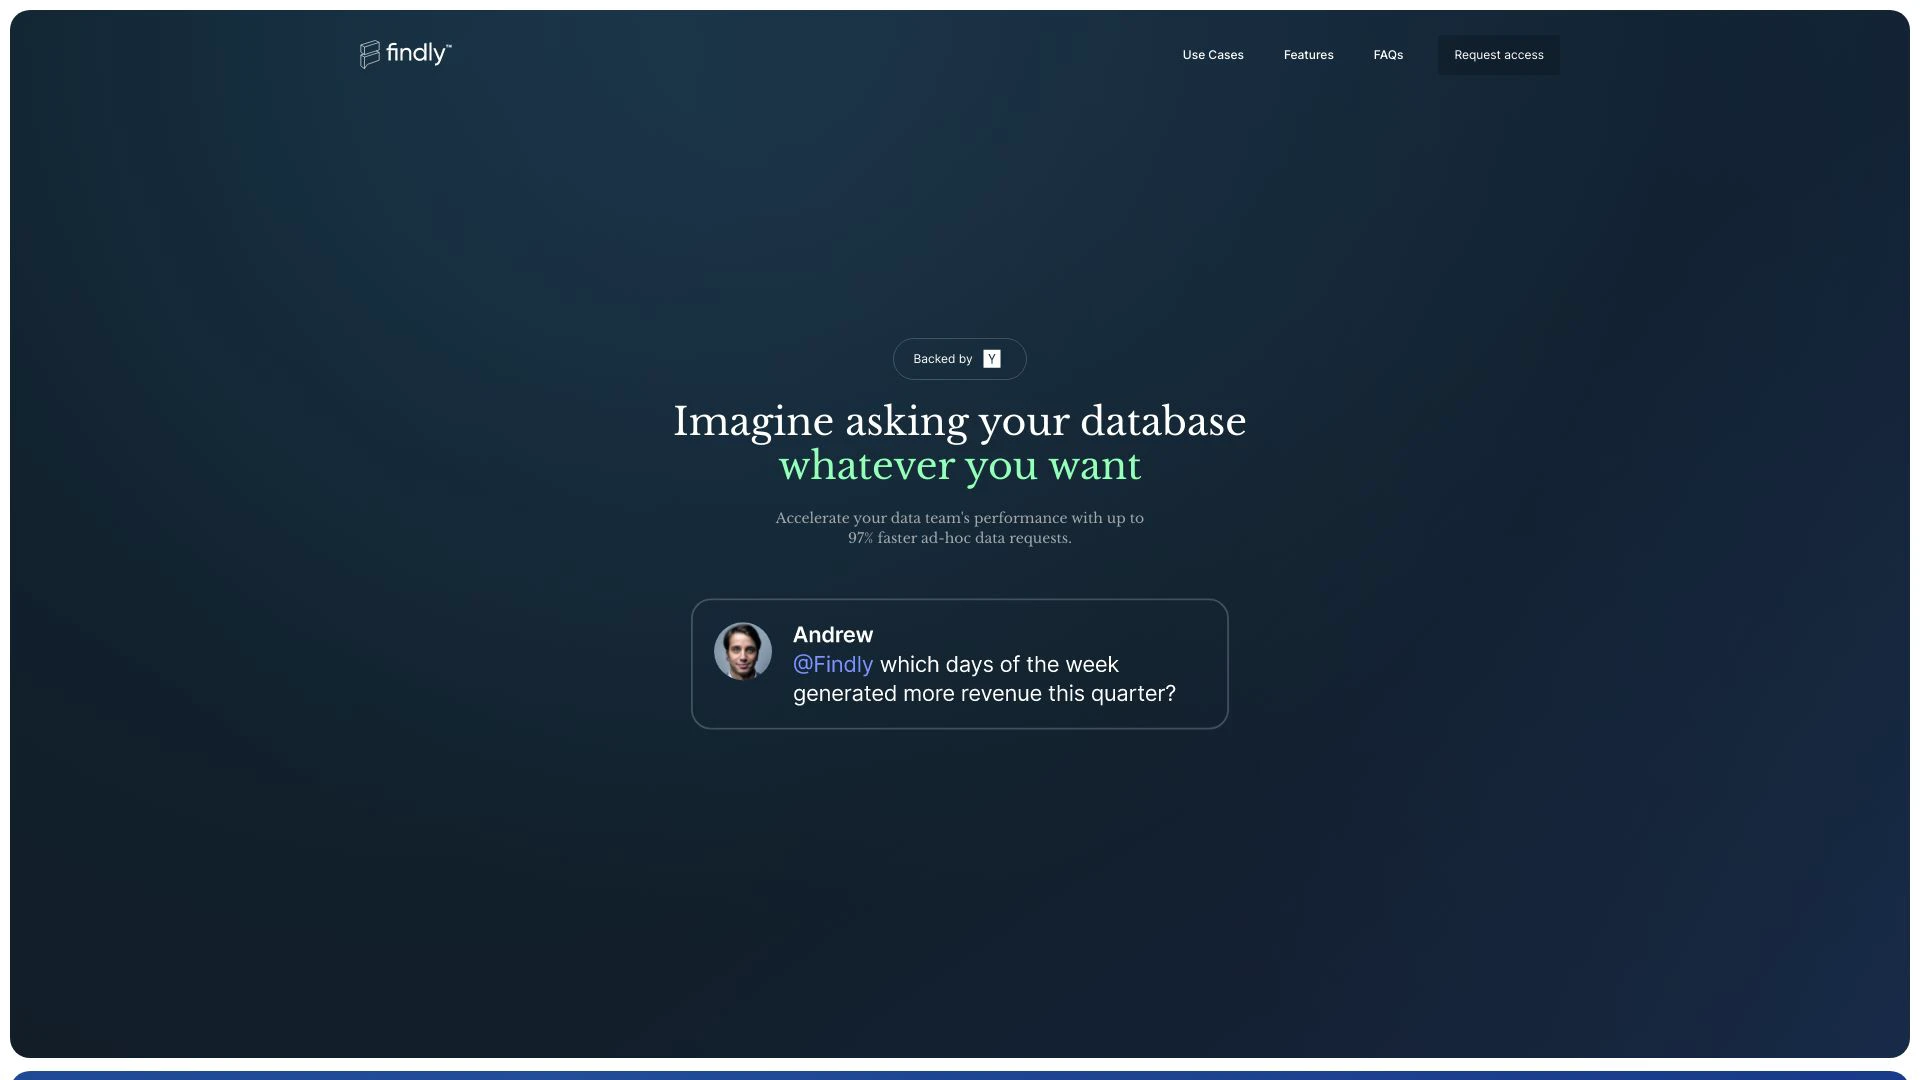 findly™
Use Cases
Features
FAQs
Request access
Backed by Y
Imagine asking your database
whatever you want
Accelerate your data team's performance with up to
97% faster ad-hoc data requests.
Andrew
@Findly which days of the week
generated more revenue this quarter?